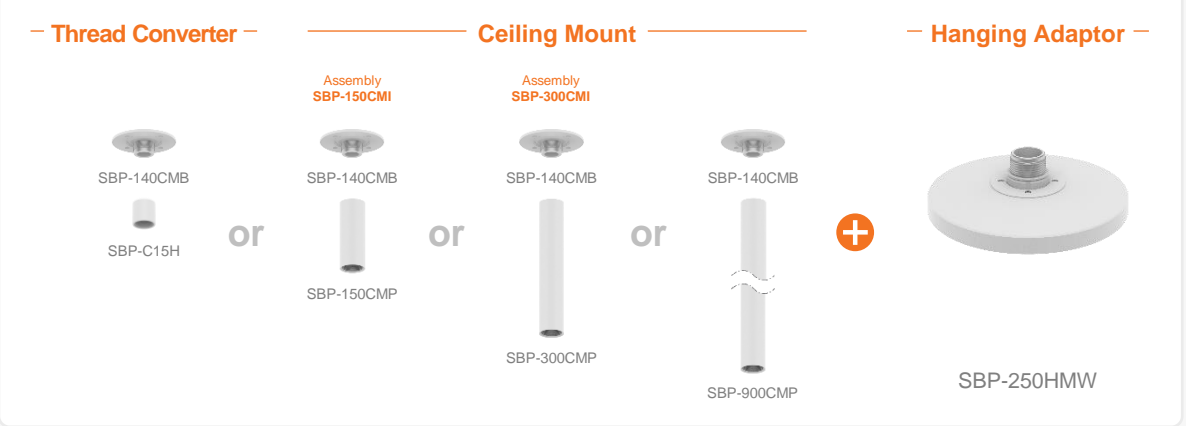 Thread Converter
Ceiling Mount
Hanging Adaptor
Assembly
SBP-150CMI
Assembly
SBP-300CMI
SBP-140CMB
SBP-140CMB
SBP-140CMB
SBP-140CMB
SBP-C15H
or
SBP-150CMP
or
SBP-300CMP
or
SBP-900CMP
SBP-250HMW